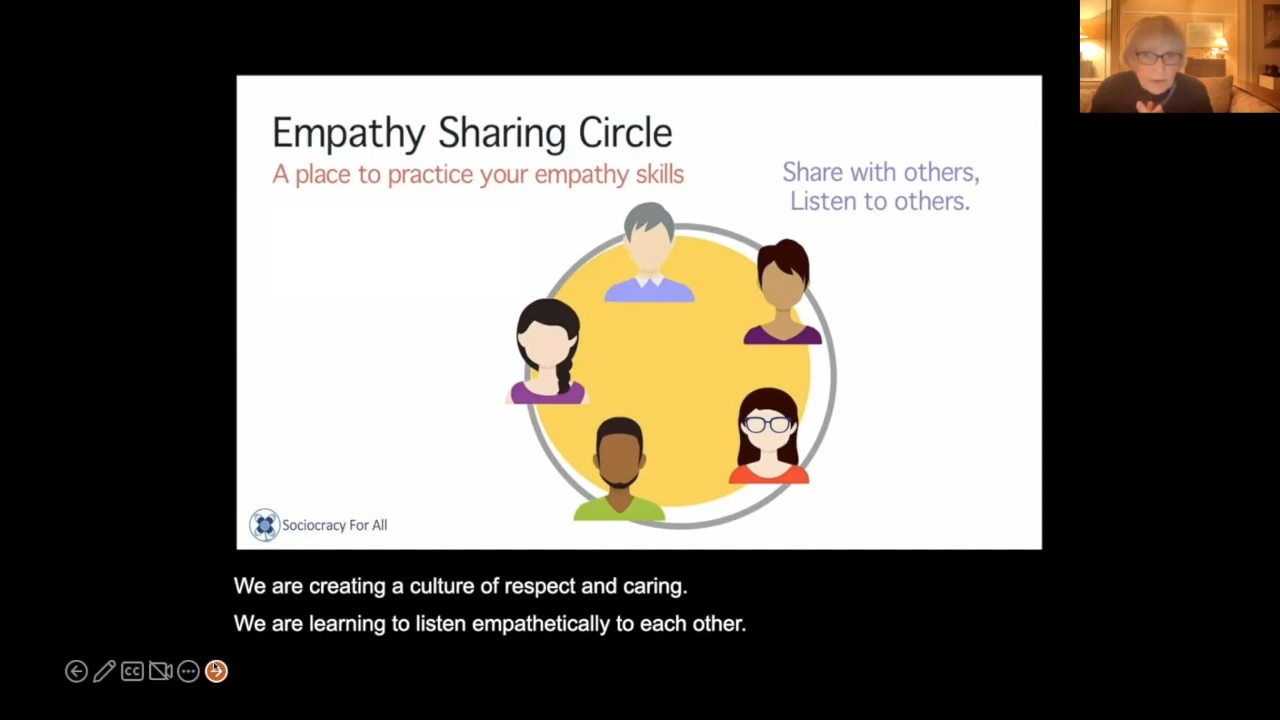 Empathy Sharing Circle
A place to practice your empathy skills
Share with others,
Listen to others.
Sociocracy For All
We are creating a culture of respect and caring.
We are learning to listen empathetically to each other.
CC